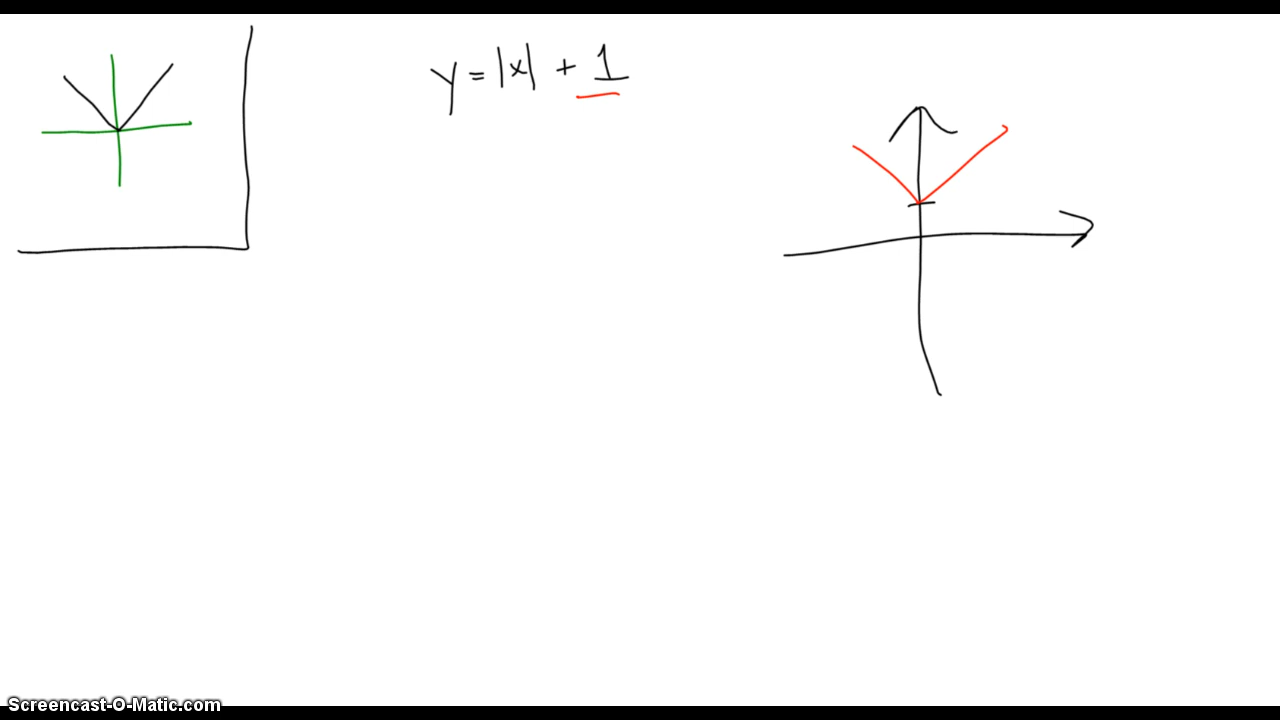 y = |x| + 1
Screencast-O-Matic.com